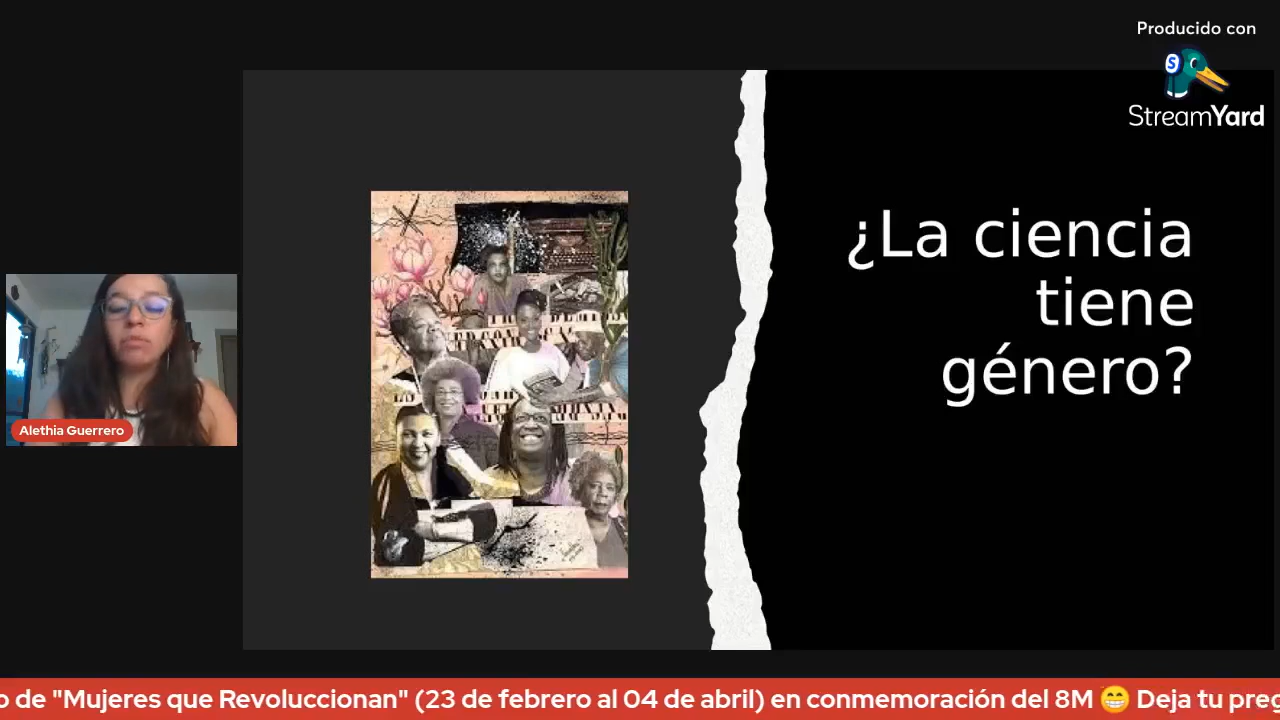 Producido con
StreamYard
¿La ciencia
tiene
género?
Alethia Guerrero
o de "Mujeres que Revoluccionan" (23 de febrero al 04 de abril) en conmemoración del 8M 😁 Deja tu preg